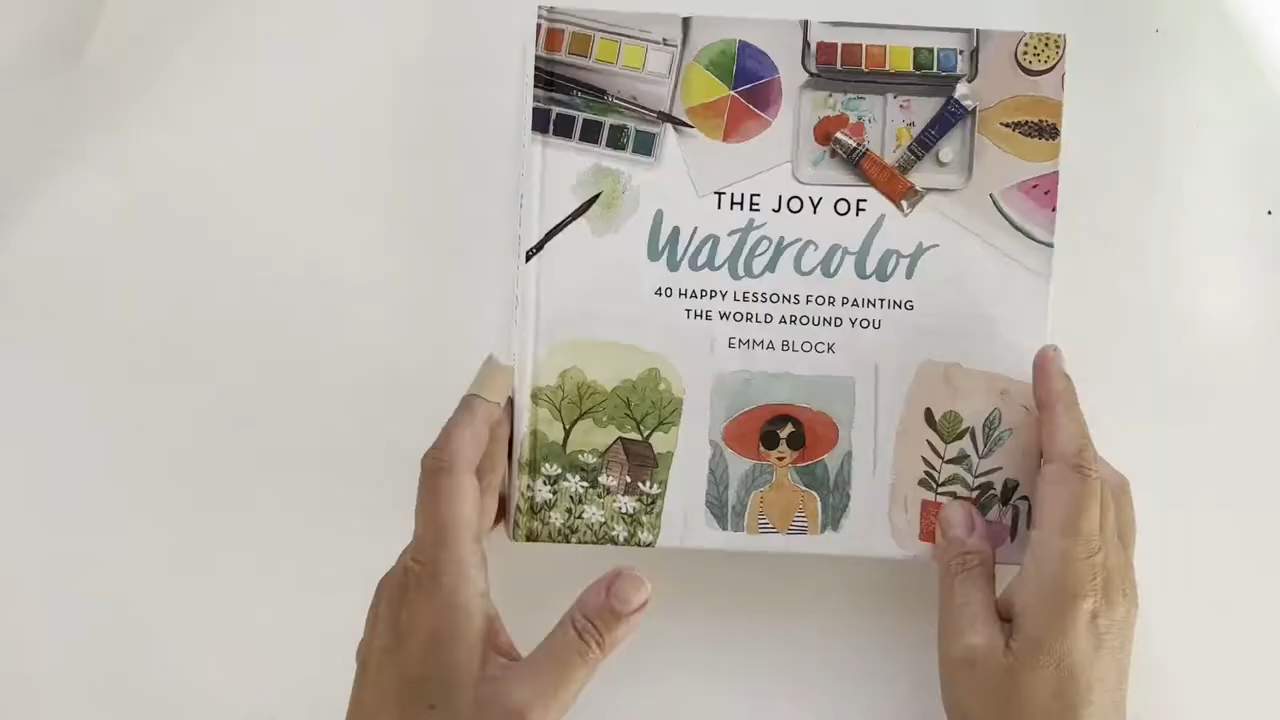 THE JOY OF
Watercolor
40 HAPPY LESSONS FOR PAINTING
THE WORLD AROUND YOU
EMMA BLOCK